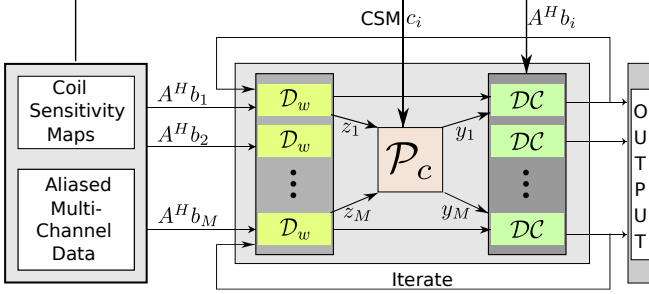 CSM c_i
A^H b_i
Coil
Sensitivity
Maps
A^H b_1
A^H b_2
A^H b_M
Aliased
Multi-
Channel
Data
D_w
D_w
D_w
z_1
z_M
P_c
y_1
y_M
DC
DC
DC
Iterate
O
U
T
P
U
T